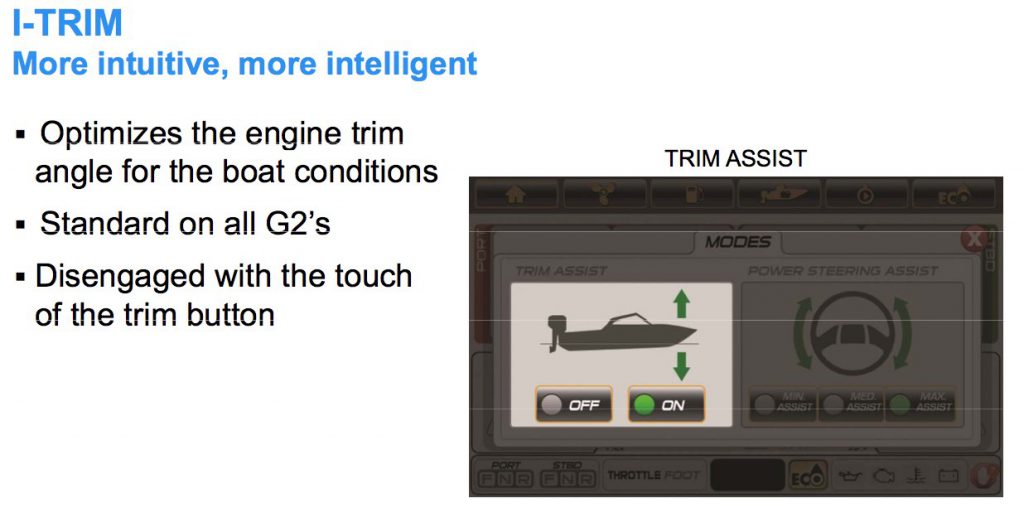 I-TRIM
More intuitive, more intelligent
▪ Optimizes the engine trim
angle for the boat conditions
▪ Standard on all G2’s
▪ Disengaged with the touch
of the trim button
TRIM ASSIST
ECO
PORT
STBD
MODES
X
TRIM ASSIST
POWER STEERING ASSIST
OFF
ON
MIN. ASSIST
MED. ASSIST
MAX. ASSIST
PORT
F N R
STBD
F N R
THROTTLE FOOT
ECO